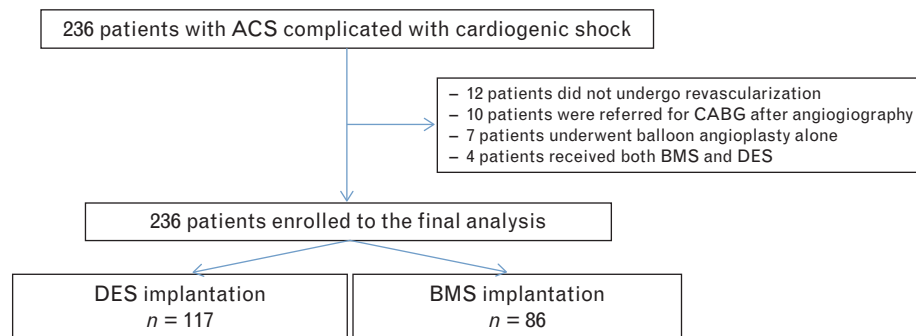 236 patients with ACS complicated with cardiogenic shock
– 12 patients did not undergo revascularization
– 10 patients were referred for CABG after angiogiography
– 7 patients underwent balloon angioplasty alone
– 4 patients received both BMS and DES
236 patients enrolled to the final analysis
DES implantation
n = 117
BMS implantation
n = 86